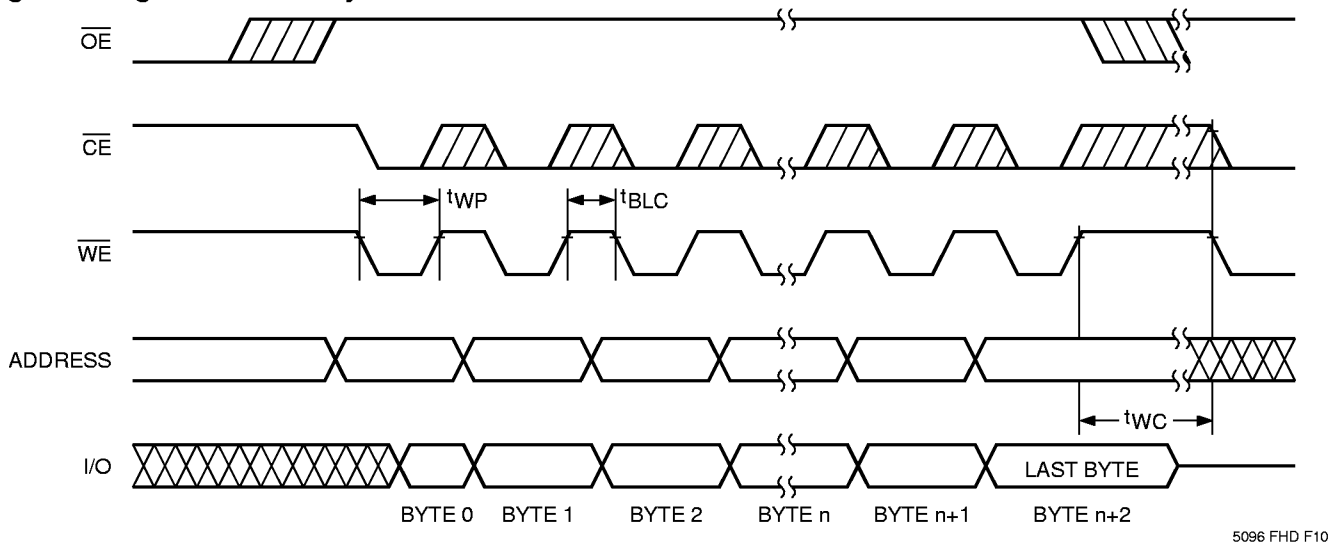 OE
CE
tWP
tBLC
WE
ADDRESS
tWC
I/O
LAST BYTE
BYTE 0 BYTE 1 BYTE 2 BYTE n BYTE n+1 BYTE n+2
5096 FHD F10